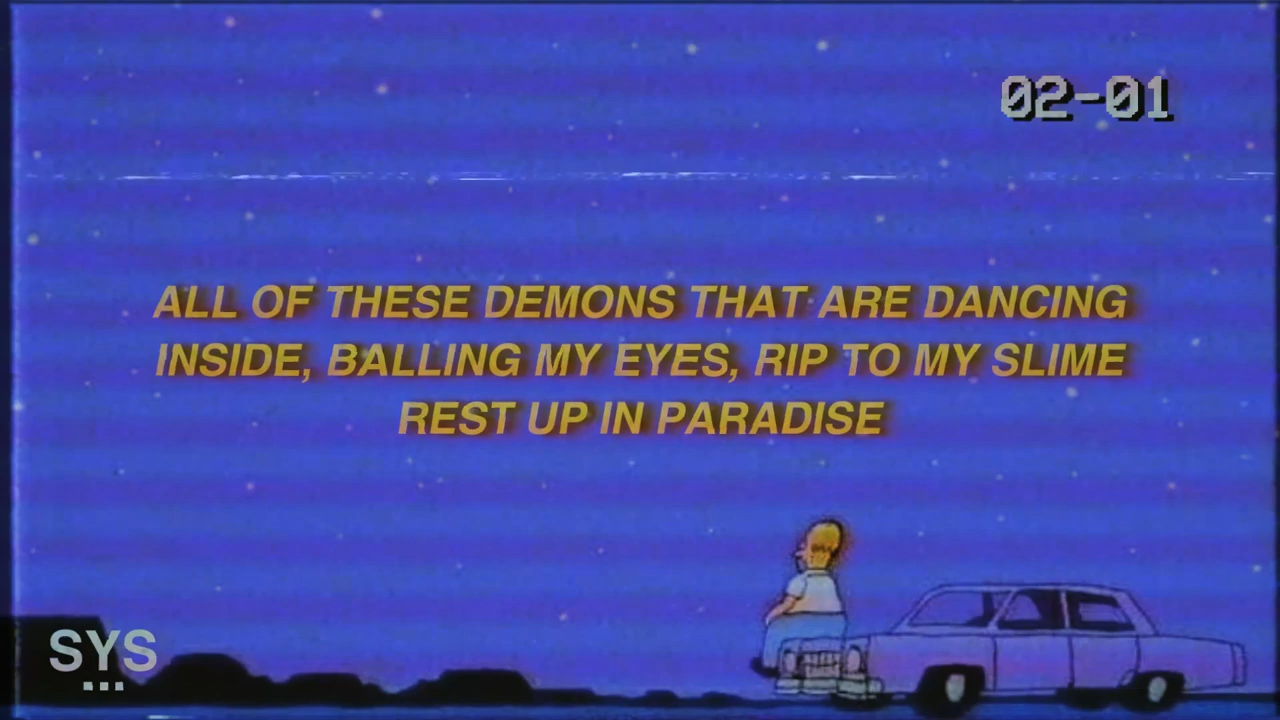 02-01
ALL OF THESE DEMONS THAT ARE DANCING
INSIDE, BALLING MY EYES, RIP TO MY SLIME
REST UP IN PARADISE
SYS
...